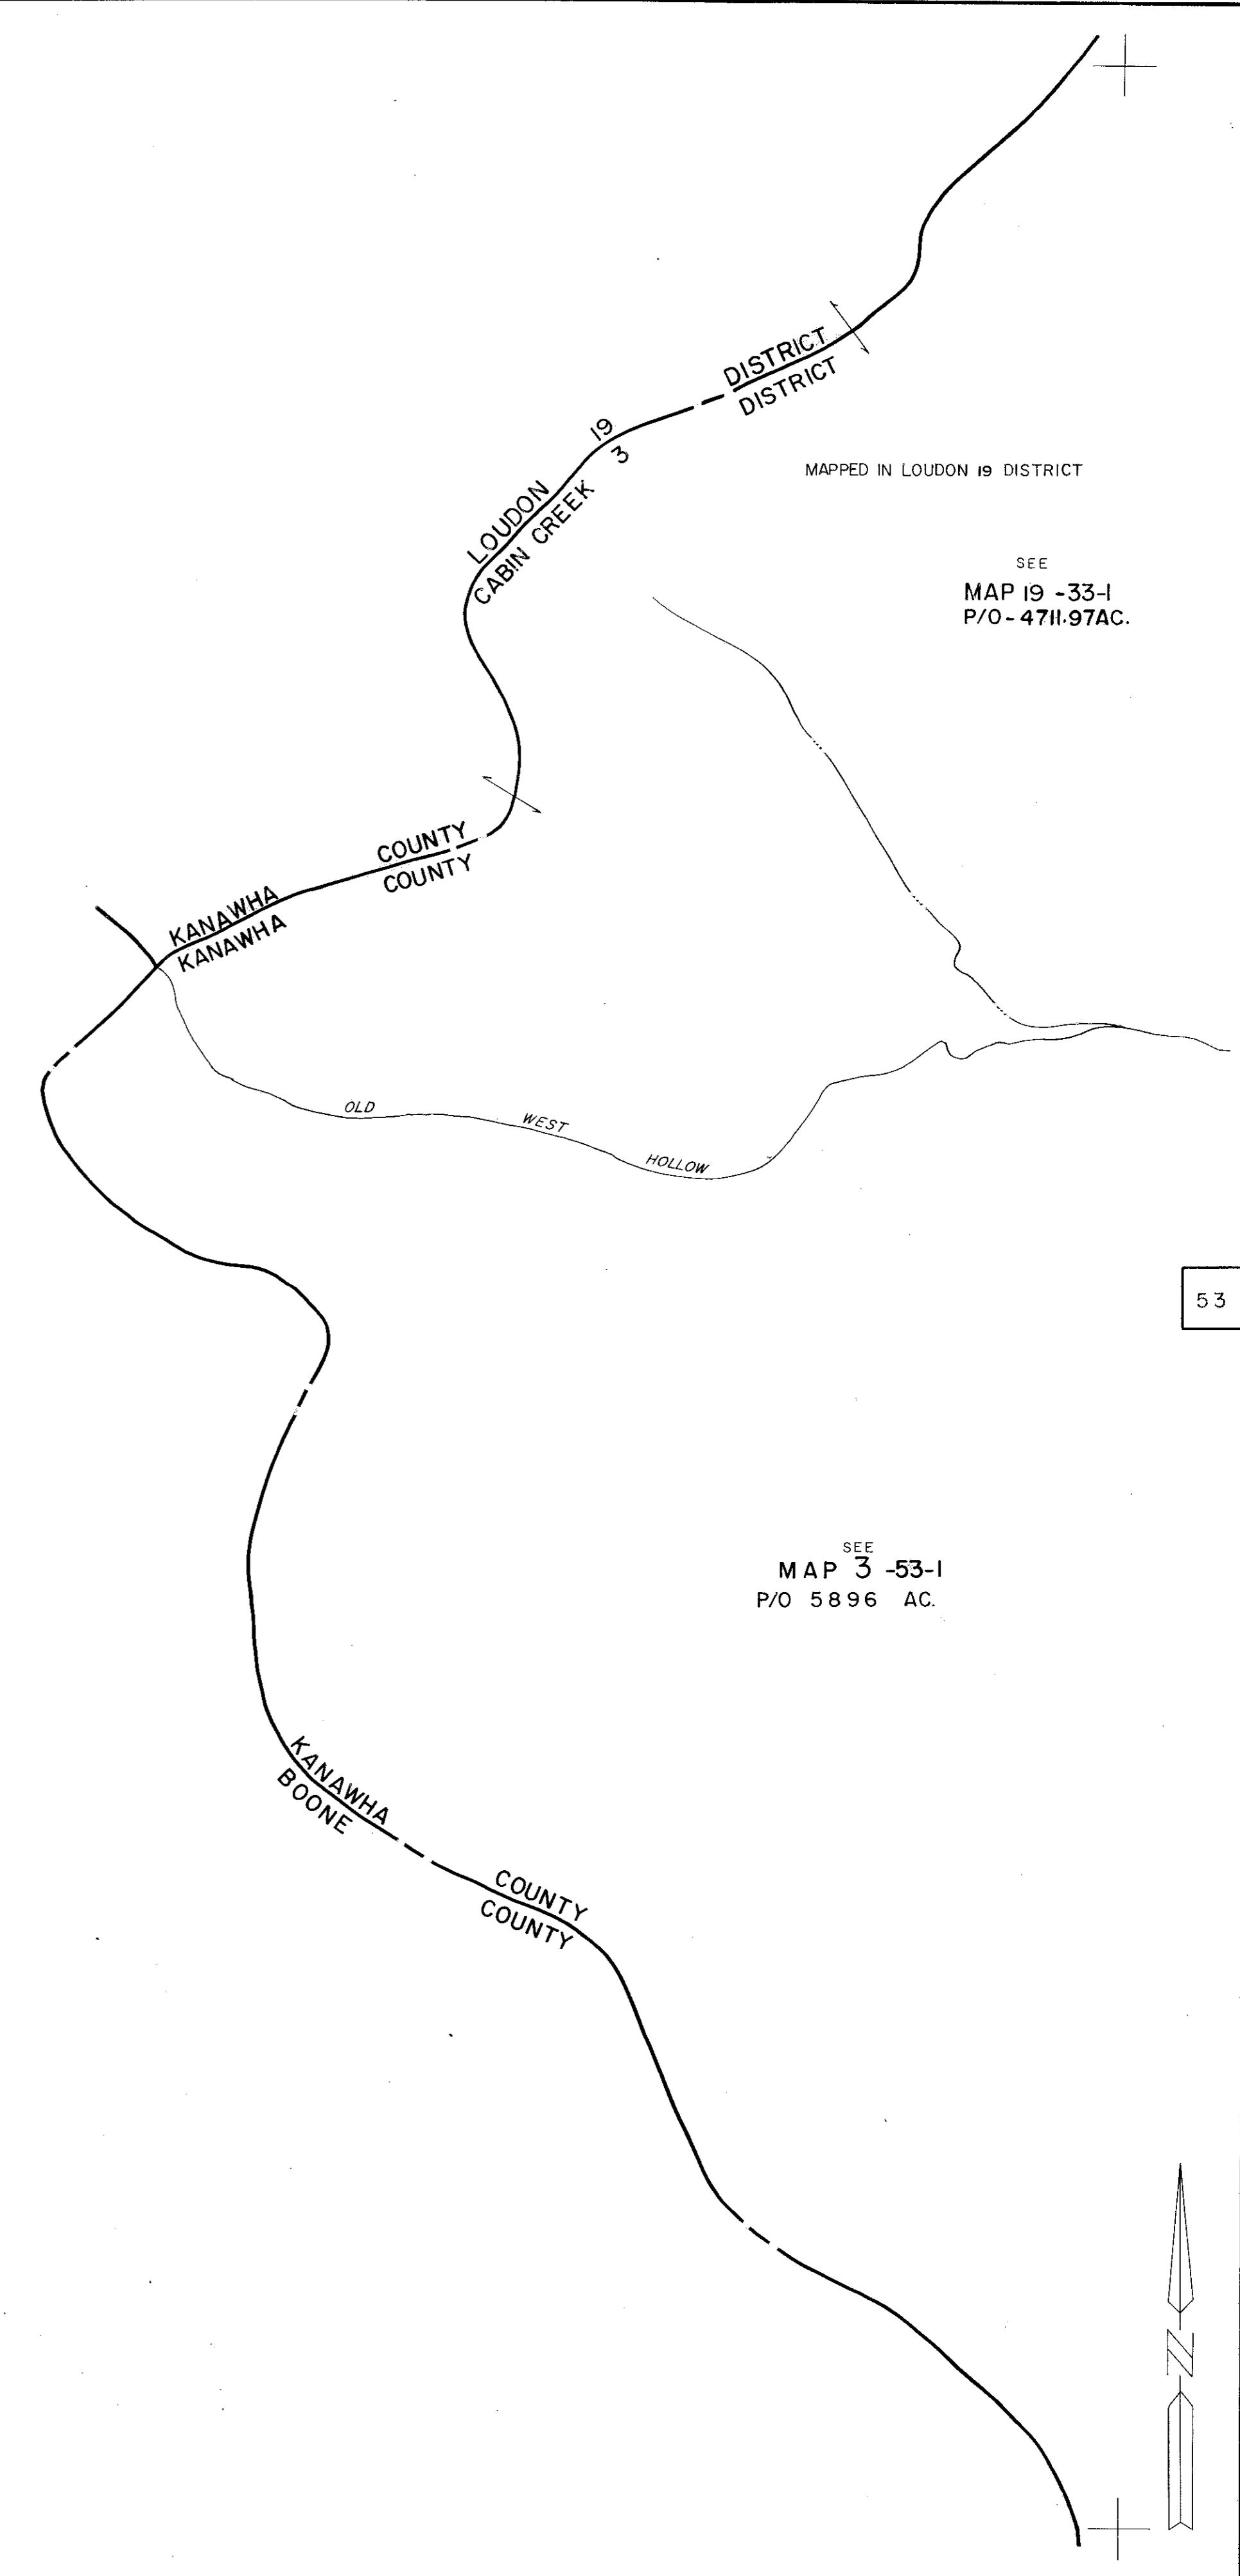 DISTRICT
DISTRICT
19
3
LOUDON
CABIN CREEK
MAPPED IN LOUDON 19 DISTRICT
SEE
MAP 19 -33-1
P/O- 4711.97AC.
COUNTY
COUNTY
KANAWHA
KANAWHA
OLD WEST HOLLOW
53
SEE
MAP 3 -53-1
P/O 5896 AC.
KANAWHA
BOONE
COUNTY
COUNTY
N